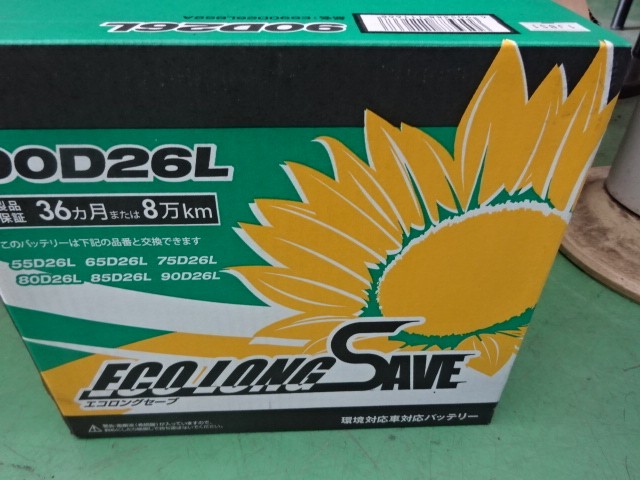 90D26L
90D26L
製品
保証
36カ月または8万km
このバッテリーは下記の品番と交換できます
55D26L 65D26L 75D26L
80D26L 85D26L 90D26L
ECO LONG SAVE
エコロングセーブ
環境対応車対応バッテリー